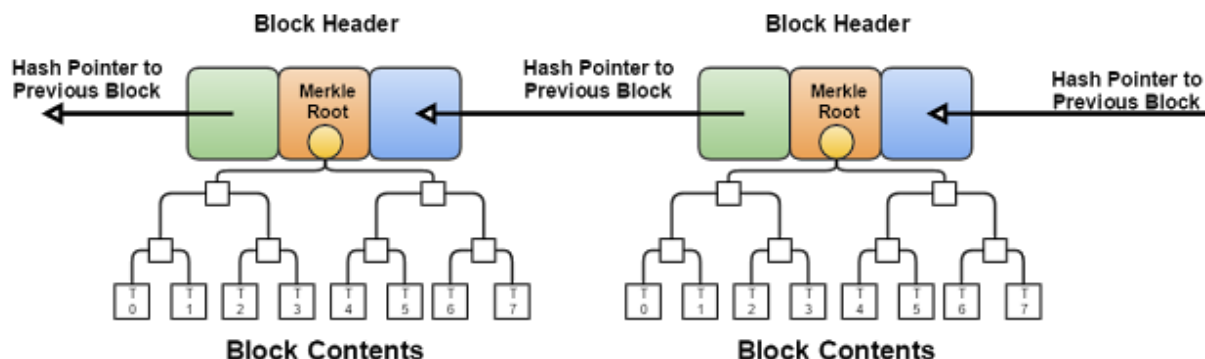 Block Header
Block Header
Hash Pointer to
Previous Block
Merkle
Root
Hash Pointer to
Previous Block
Merkle
Root
Hash Pointer to
Previous Block
T
0
T
1
T
2
T
3
T
4
T
5
T
6
T
7
T
0
T
1
T
2
T
3
T
4
T
5
T
6
T
7
Block Contents
Block Contents